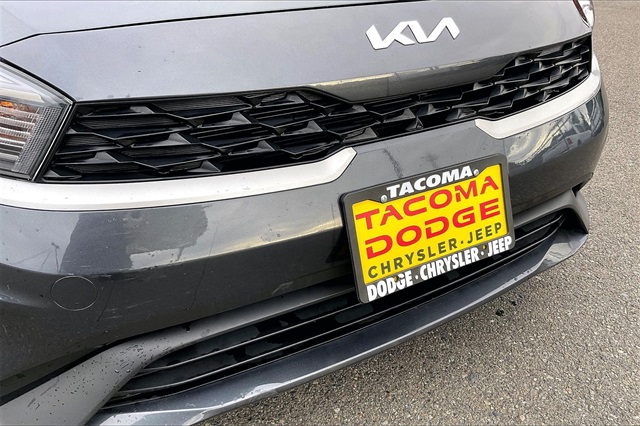 KIA
TACOMA
TACOMA
DODGE
CHRYSLER · JEEP
DODGE · CHRYSLER · JEEP